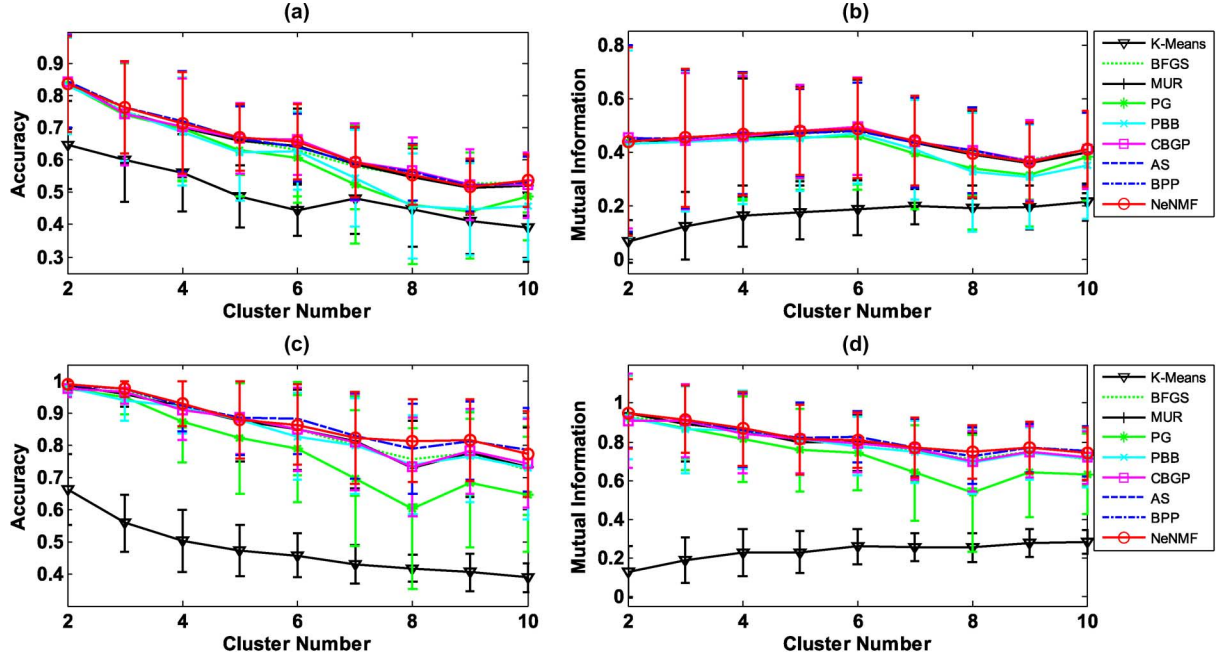 (a)
0.9
0.8
0.7
0.6
0.5
0.4
0.3
Accuracy
2 4 6 8 10
Cluster Number
(b)
0.8
0.6
0.4
0.2
0
Mutual Information
2 4 6 8 10
Cluster Number
K-Means
BFGS
MUR
PG
PBB
CBGP
AS
BPP
NeNMF
(c)
1
0.9
0.8
0.7
0.6
0.5
0.4
Accuracy
2 4 6 8 10
Cluster Number
(d)
1
0.8
0.6
0.4
0.2
0
Mutual Information
2 4 6 8 10
Cluster Number
K-Means
BFGS
MUR
PG
PBB
CBGP
AS
BPP
NeNMF